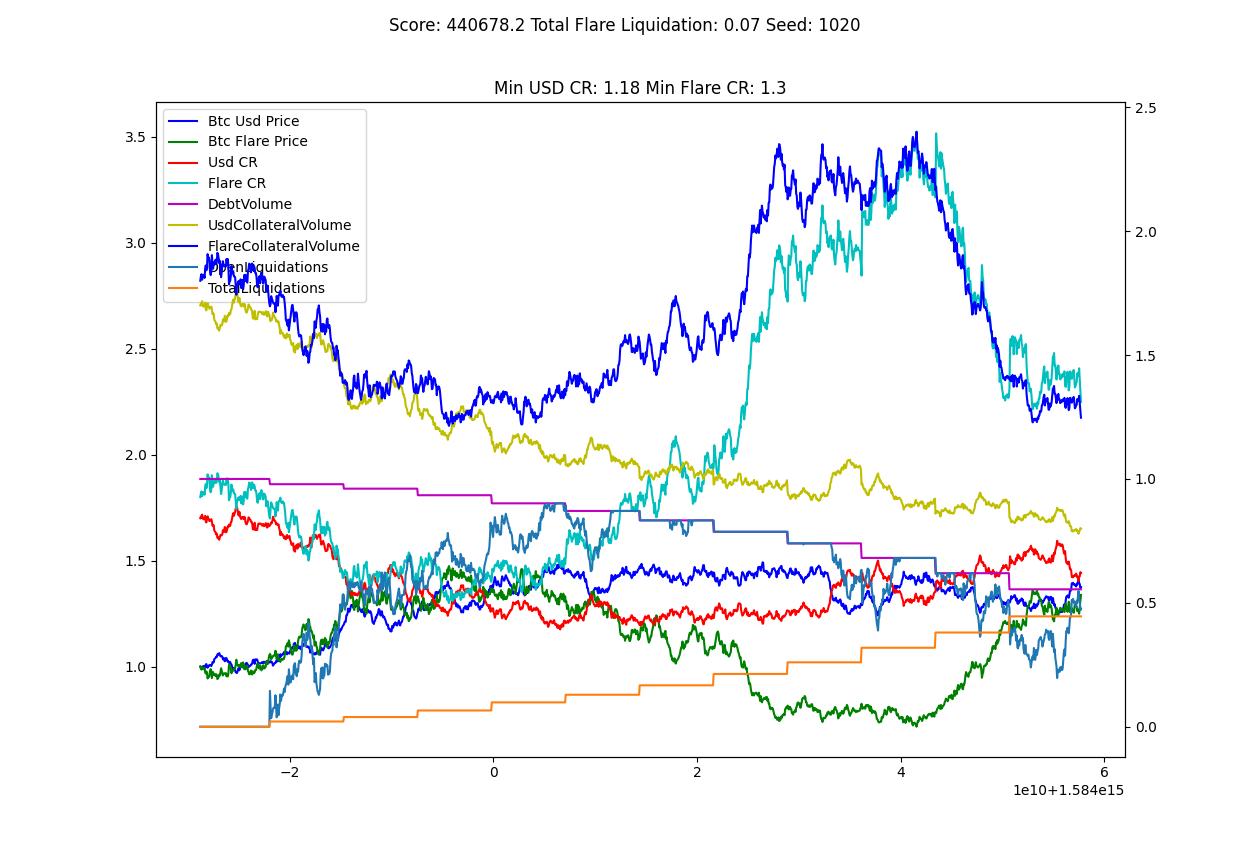 Score: 440678.2 Total Flare Liquidation: 0.07 Seed: 1020
Min USD CR: 1.18 Min Flare CR: 1.3
Btc Usd Price
Btc Flare Price
Usd CR
Flare CR
DebtVolume
UsdCollateralVolume
FlareCollateralVolume
OpenLiquidations
TotalLiquidations
3.5
3.0
2.5
2.0
1.5
1.0
2.5
2.0
1.5
1.0
0.5
0.0
−2
0
2
4
6
1e10+1.584e15